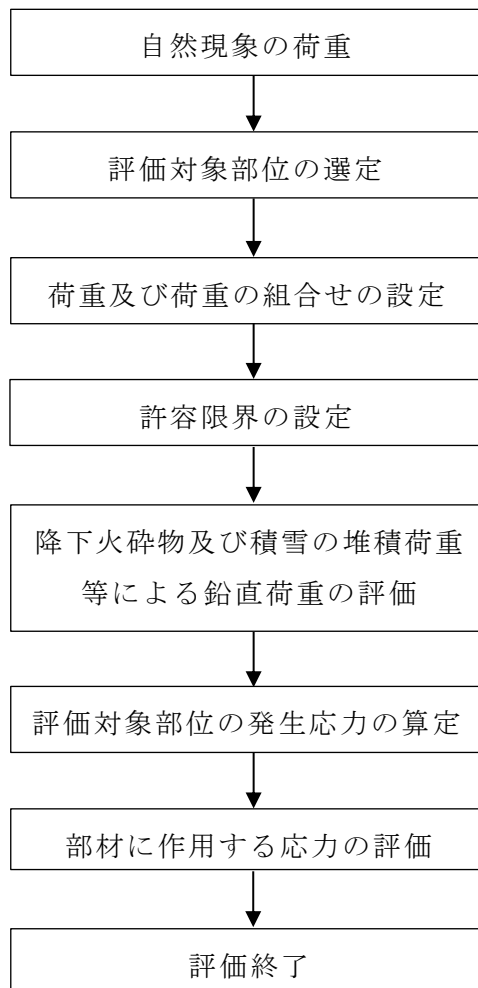 自然現象の荷重
評価対象部位の選定
荷重及び荷重の組合せの設定
許容限界の設定
降下火砕物及び積雪の堆積荷重
等による鉛直荷重の評価
評価対象部位の発生応力の算定
部材に作用する応力の評価
評価終了